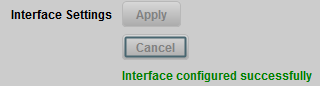 Interface Settings Apply
Cancel
Interface configured successfully